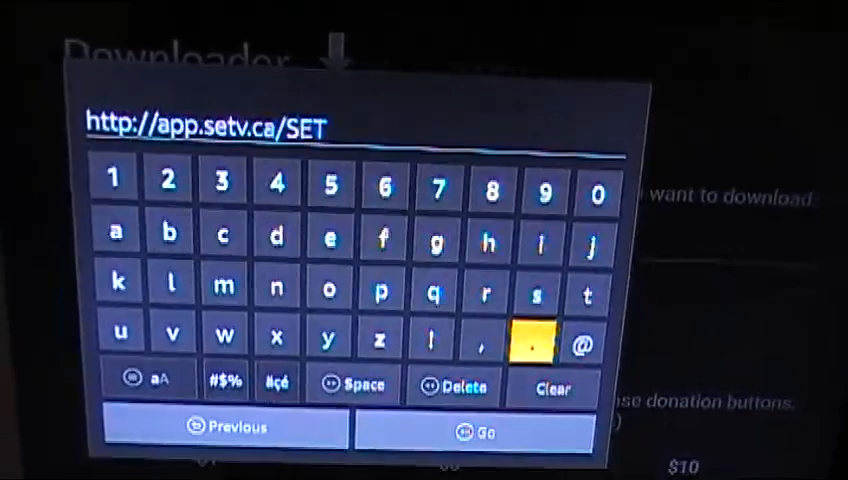 Downloader
http://app.setv.ca/SET
want to download:
1 2 3 4 5 6 7 8 9 0
a b c d e f g h i j
k l m n o p q r s t
u v w x y z ! , . @
aA #$% äçé Space Delete Clear
se donation buttons.
)
Previous Go
$10